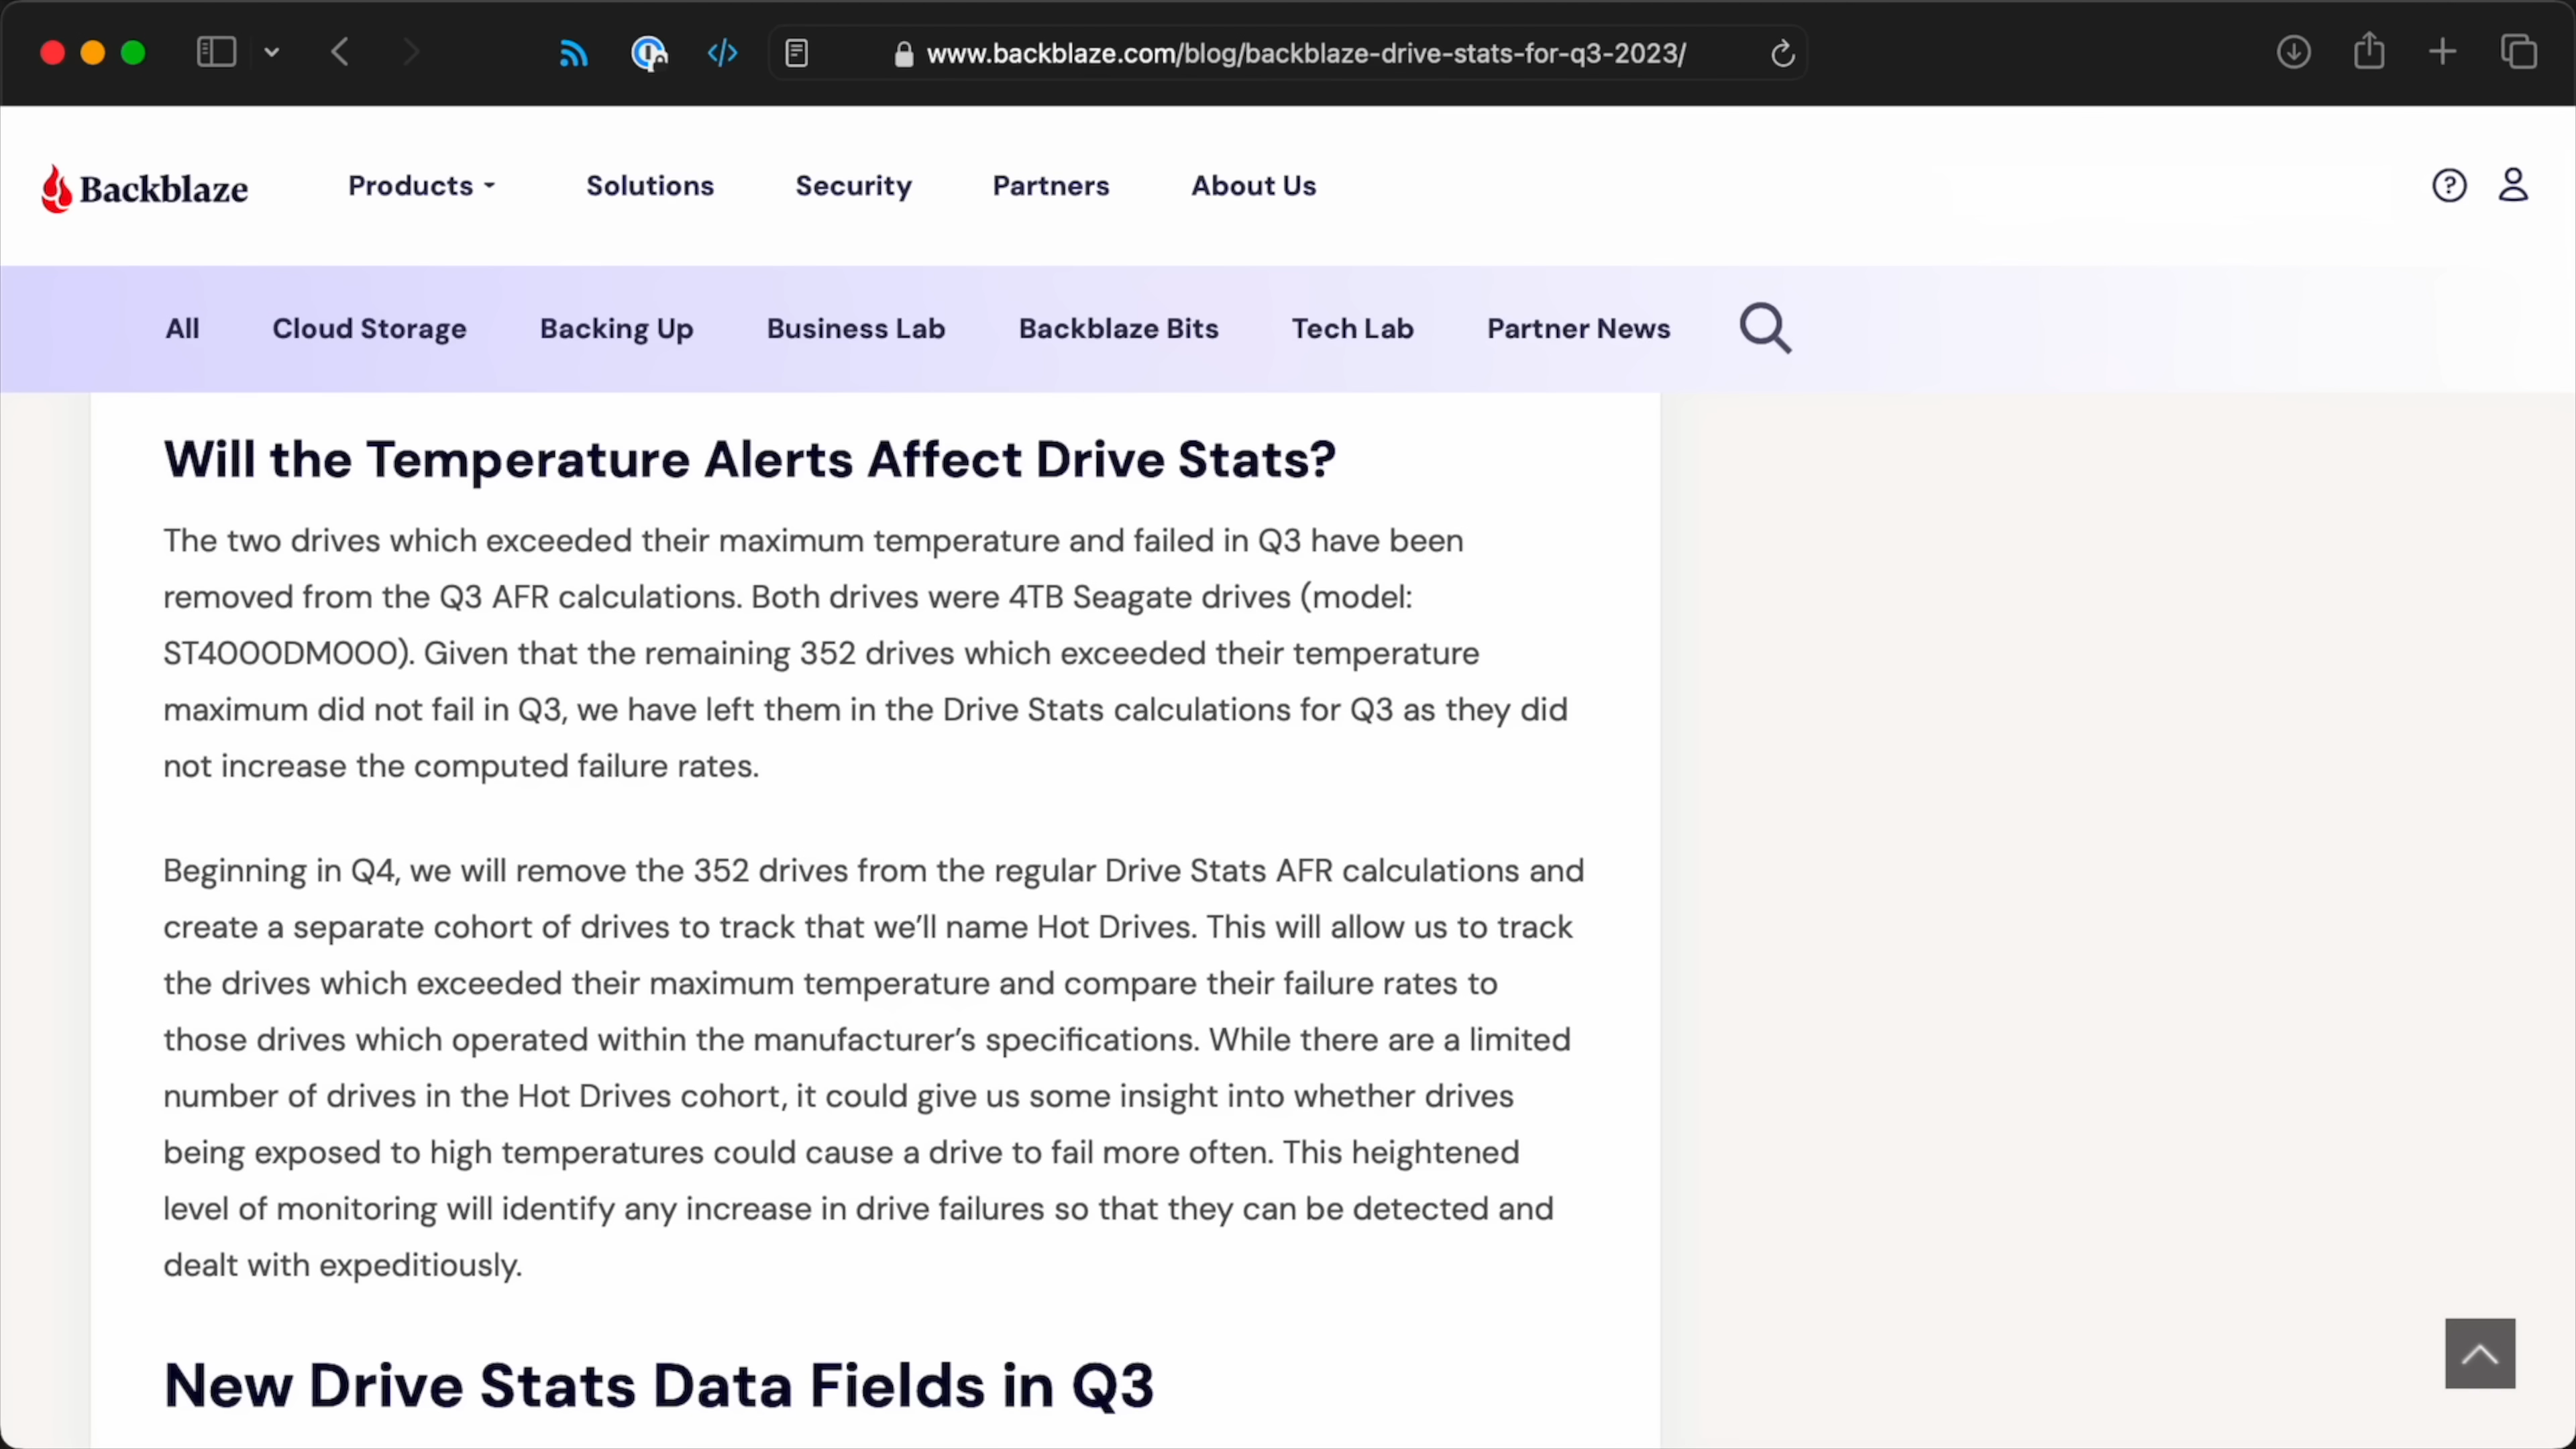 www.backblaze.com/blog/backblaze-drive-stats-for-q3-2023/
Backblaze Products Solutions Security Partners About Us
All Cloud Storage Backing Up Business Lab Backblaze Bits Tech Lab Partner News
Will the Temperature Alerts Affect Drive Stats?
The two drives which exceeded their maximum temperature and failed in Q3 have been
removed from the Q3 AFR calculations. Both drives were 4TB Seagate drives (model:
ST4000DM000). Given that the remaining 352 drives which exceeded their temperature
maximum did not fail in Q3, we have left them in the Drive Stats calculations for Q3 as they did
not increase the computed failure rates.
Beginning in Q4, we will remove the 352 drives from the regular Drive Stats AFR calculations and
create a separate cohort of drives to track that we’ll name Hot Drives. This will allow us to track
the drives which exceeded their maximum temperature and compare their failure rates to
those drives which operated within the manufacturer’s specifications. While there are a limited
number of drives in the Hot Drives cohort, it could give us some insight into whether drives
being exposed to high temperatures could cause a drive to fail more often. This heightened
level of monitoring will identify any increase in drive failures so that they can be detected and
dealt with expeditiously.
New Drive Stats Data Fields in Q3